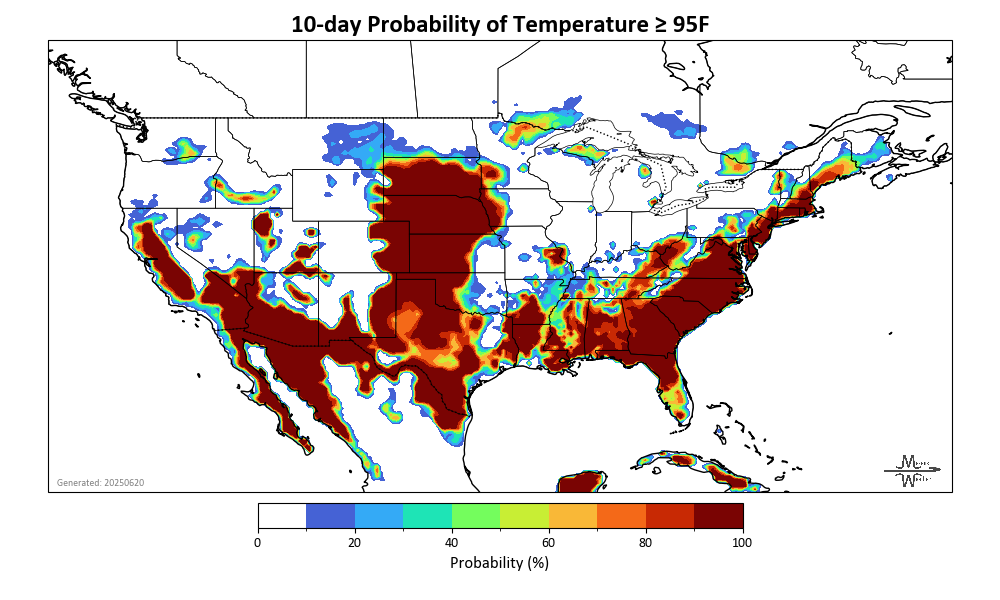 10-day Probability of Temperature ≥ 95F
Generated: 20250620
0 20 40 60 80 100
Probability (%)